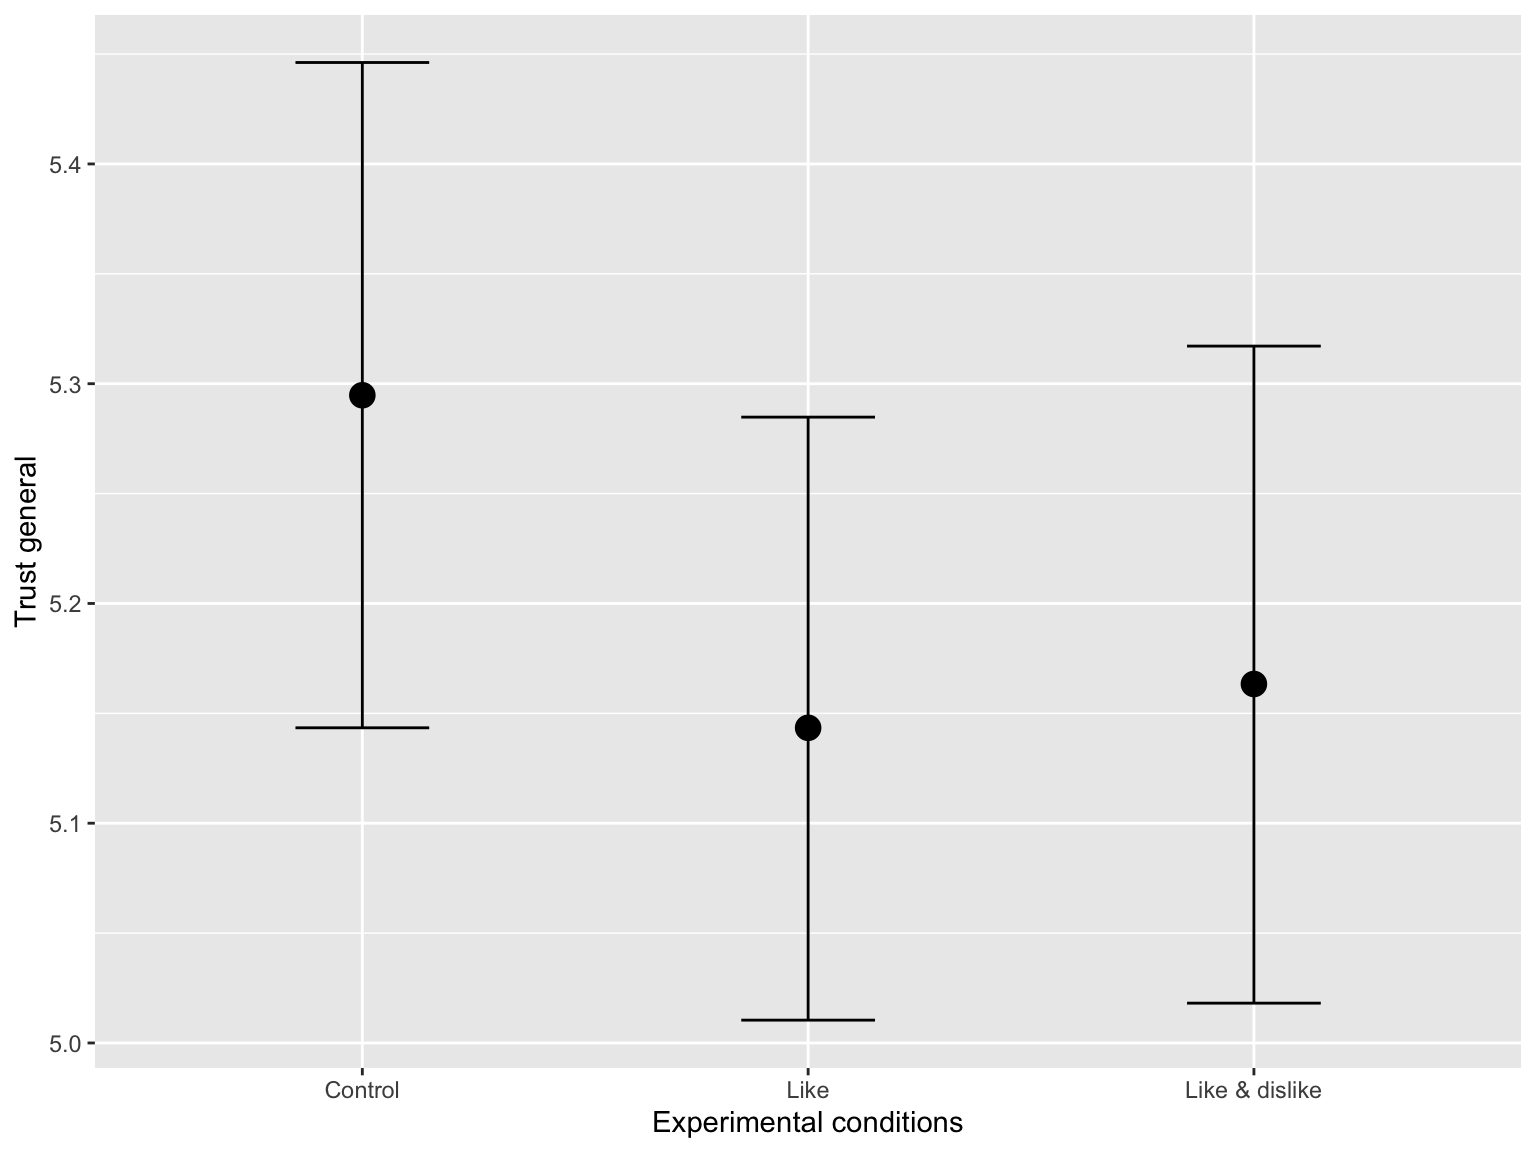 5.4
5.3
5.2
5.1
5.0
Trust general
Control
Like
Like & dislike
Experimental conditions